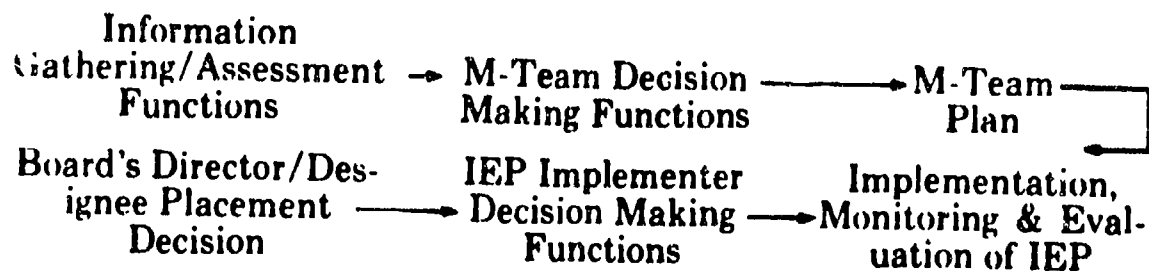 Information
Gathering/Assessment
Functions
M-Team Decision
Making Functions
M-Team
Plan
Board's Director/Des-
ignee Placement
Decision
IEP Implementer
Decision Making
Functions
Implementation,
Monitoring & Eval-
uation of IEP